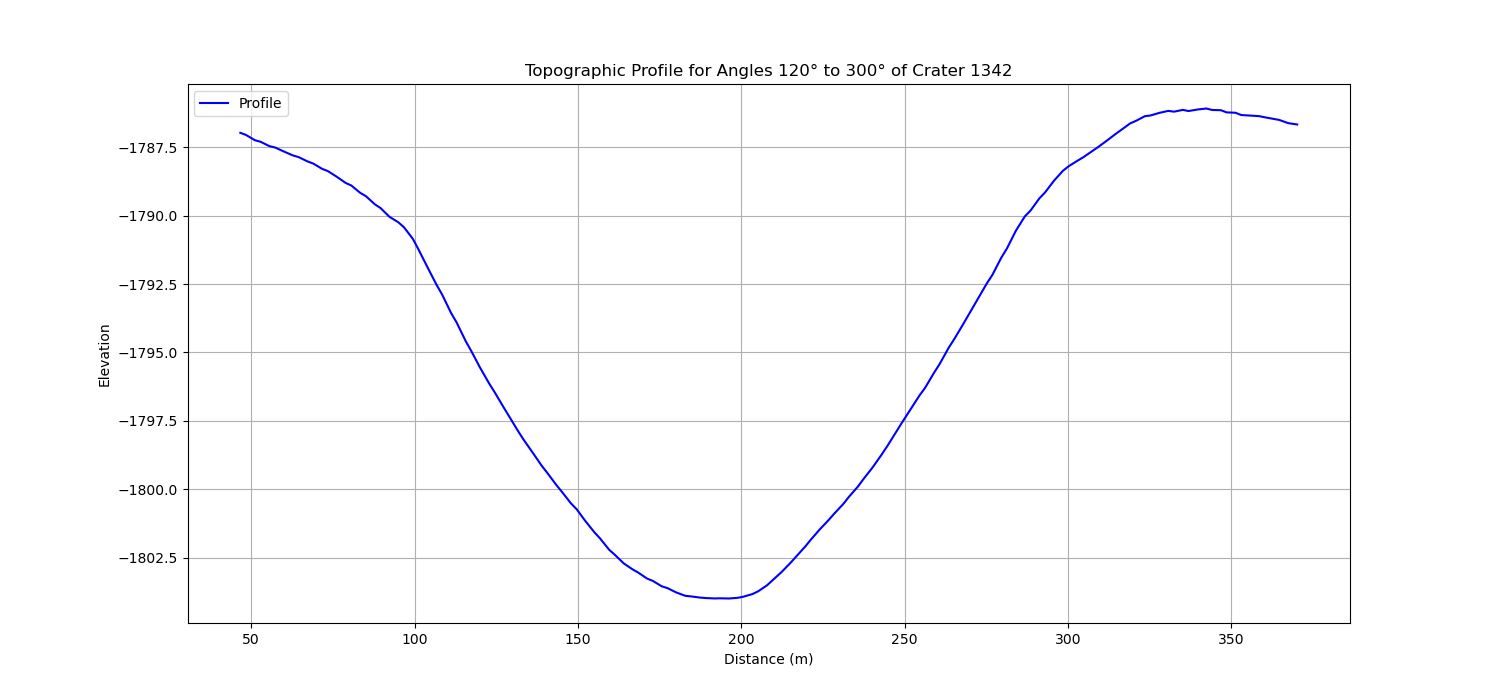 Topographic Profile for Angles 120° to 300° of Crater 1342
Profile
−1787.5
−1790.0
−1792.5
−1795.0
−1797.5
−1800.0
−1802.5
Elevation
50 100 150 200 250 300 350
Distance (m)